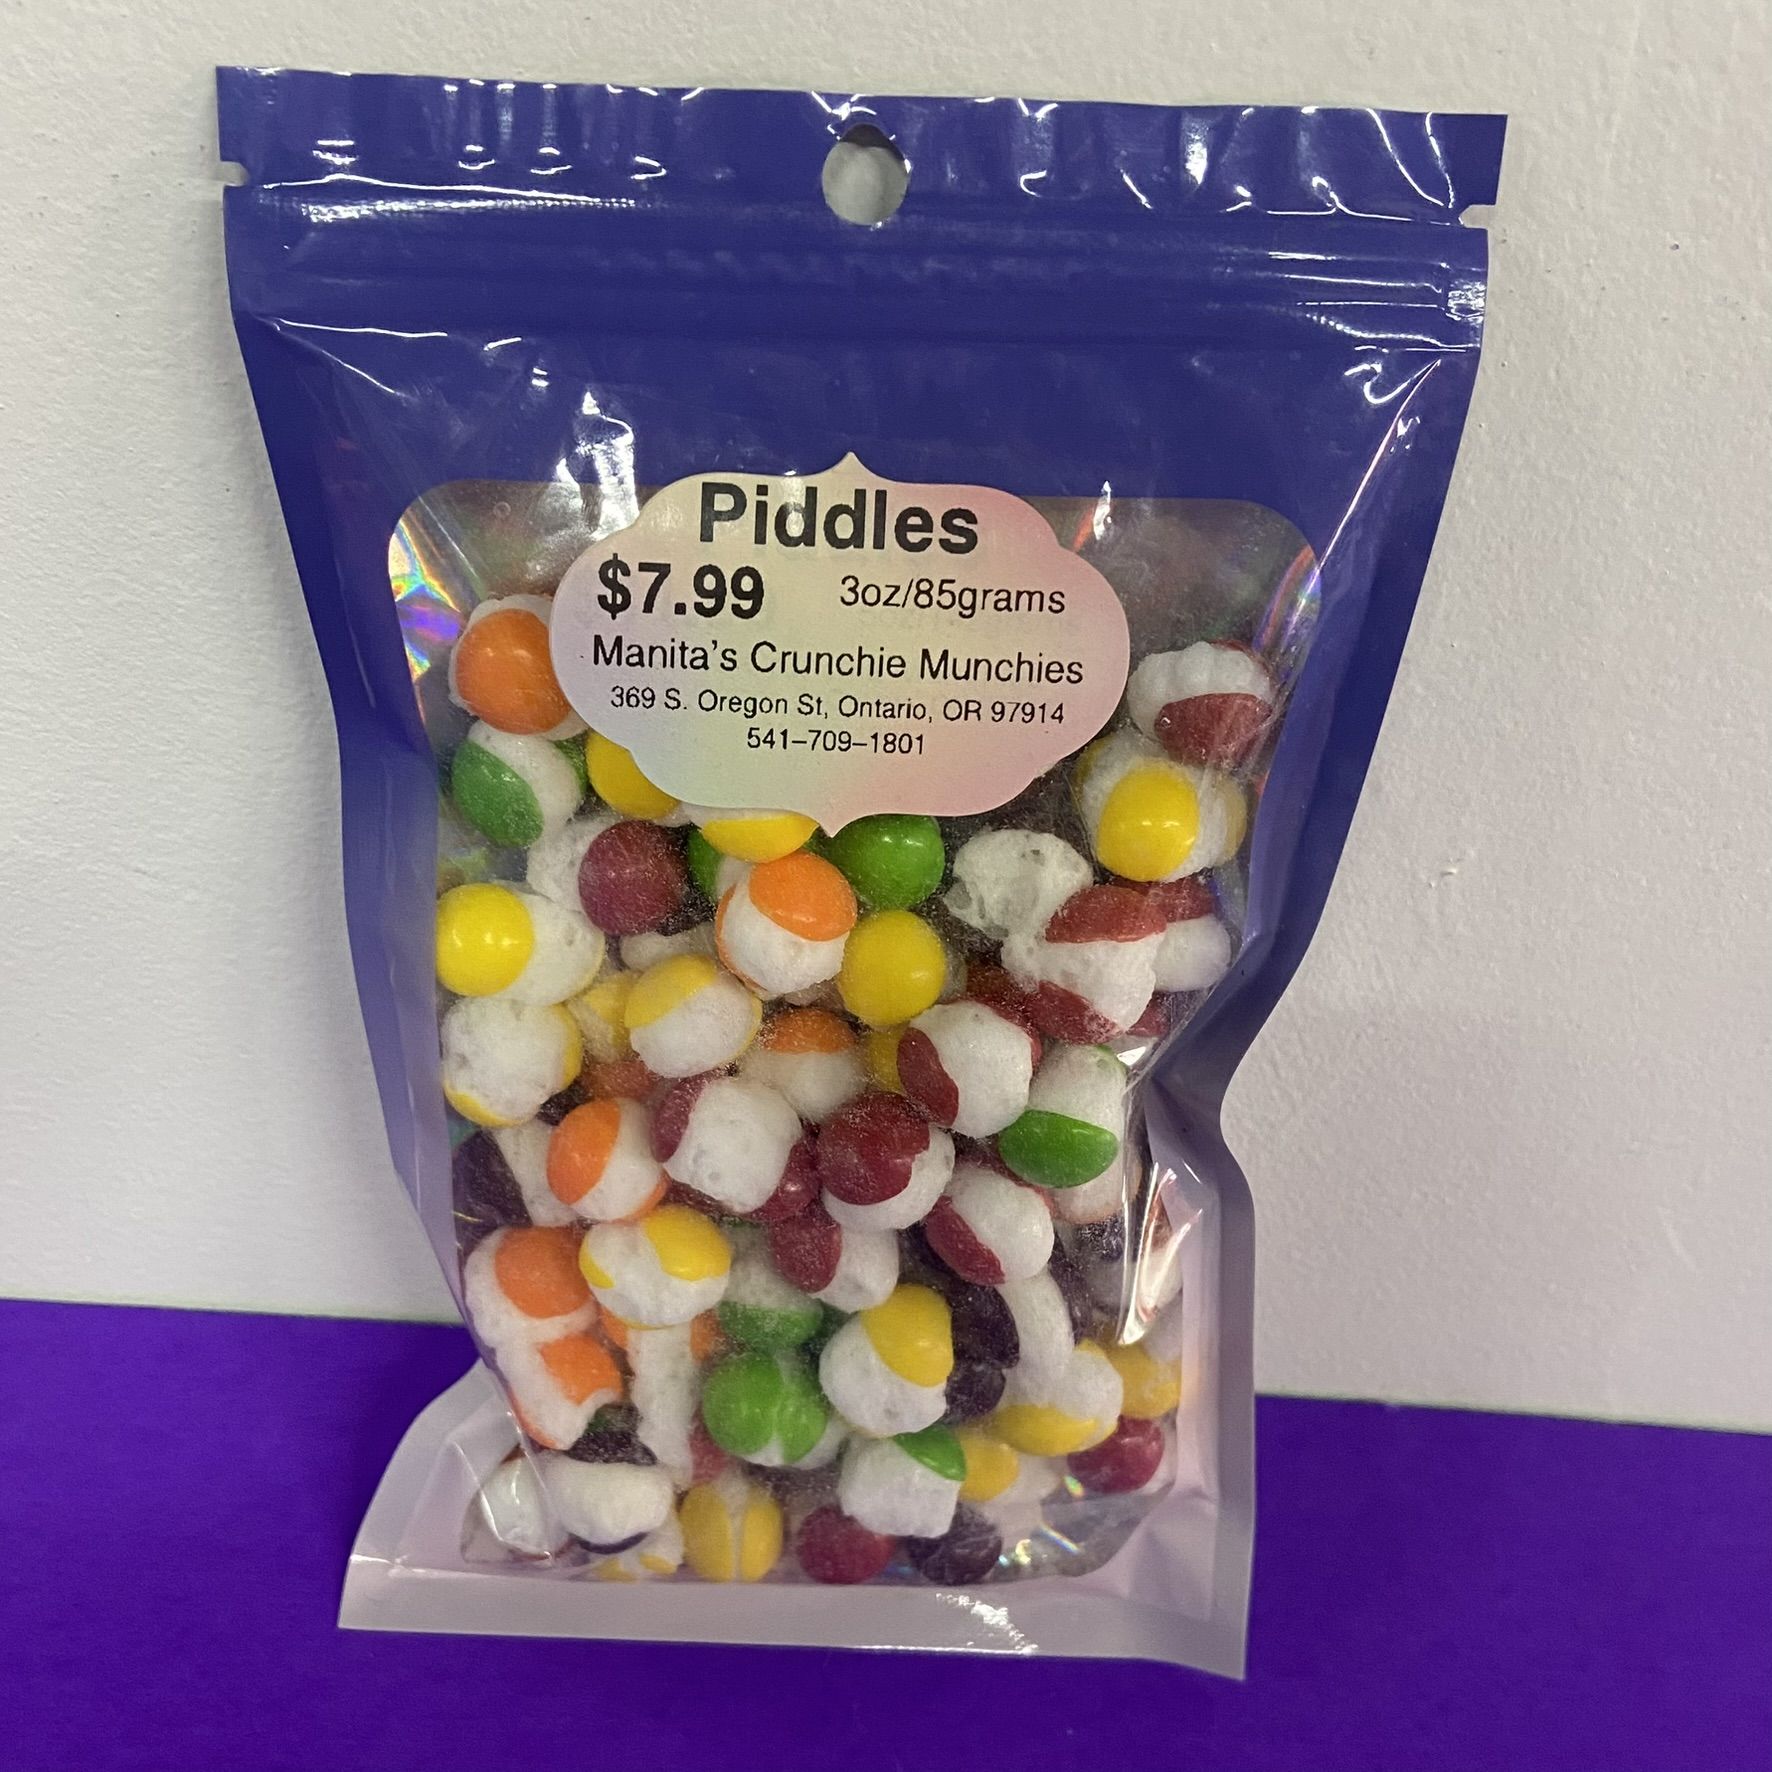 Piddles
$7.99 3oz/85grams
Manita's Crunchie Munchies
369 S. Oregon St, Ontario, OR 97914
541-709-1801